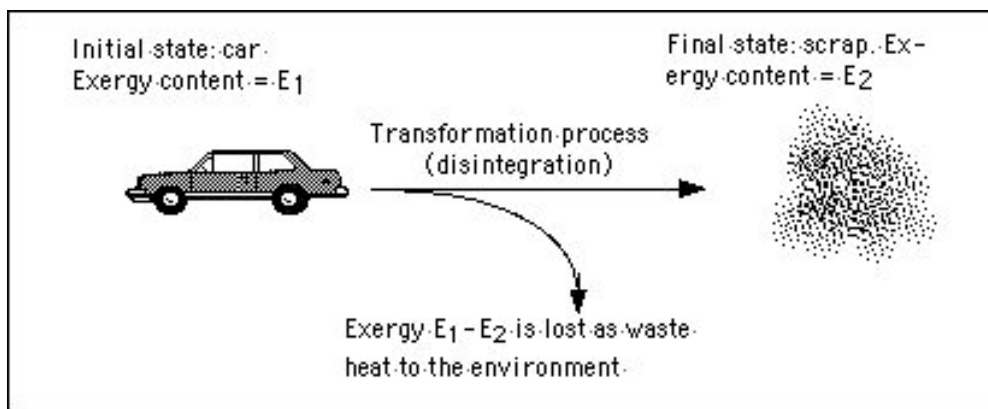 Initial state: car
Exergy content = E1
Final state: scrap. Ex-
ergy content = E2
Transformation process
(disintegration)
Exergy E1-E2 is lost as waste
heat to the environment